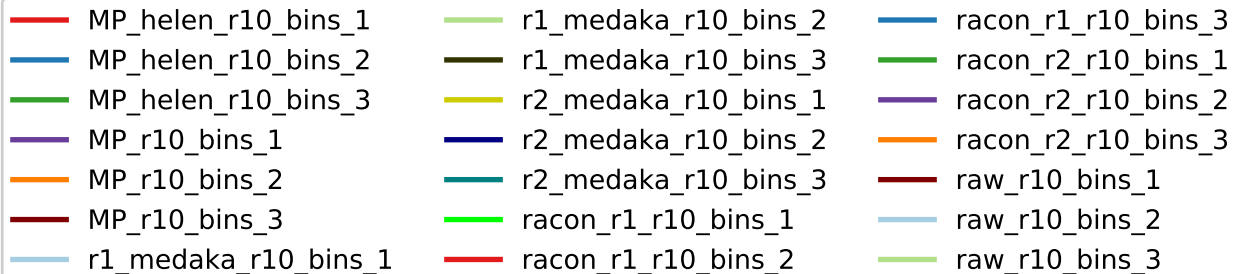 MP_helen_r10_bins_1
MP_helen_r10_bins_2
MP_helen_r10_bins_3
MP_r10_bins_1
MP_r10_bins_2
MP_r10_bins_3
r1_medaka_r10_bins_1
r1_medaka_r10_bins_2
r1_medaka_r10_bins_3
r2_medaka_r10_bins_1
r2_medaka_r10_bins_2
r2_medaka_r10_bins_3
racon_r1_r10_bins_1
racon_r1_r10_bins_2
racon_r1_r10_bins_3
racon_r2_r10_bins_1
racon_r2_r10_bins_2
racon_r2_r10_bins_3
raw_r10_bins_1
raw_r10_bins_2
raw_r10_bins_3